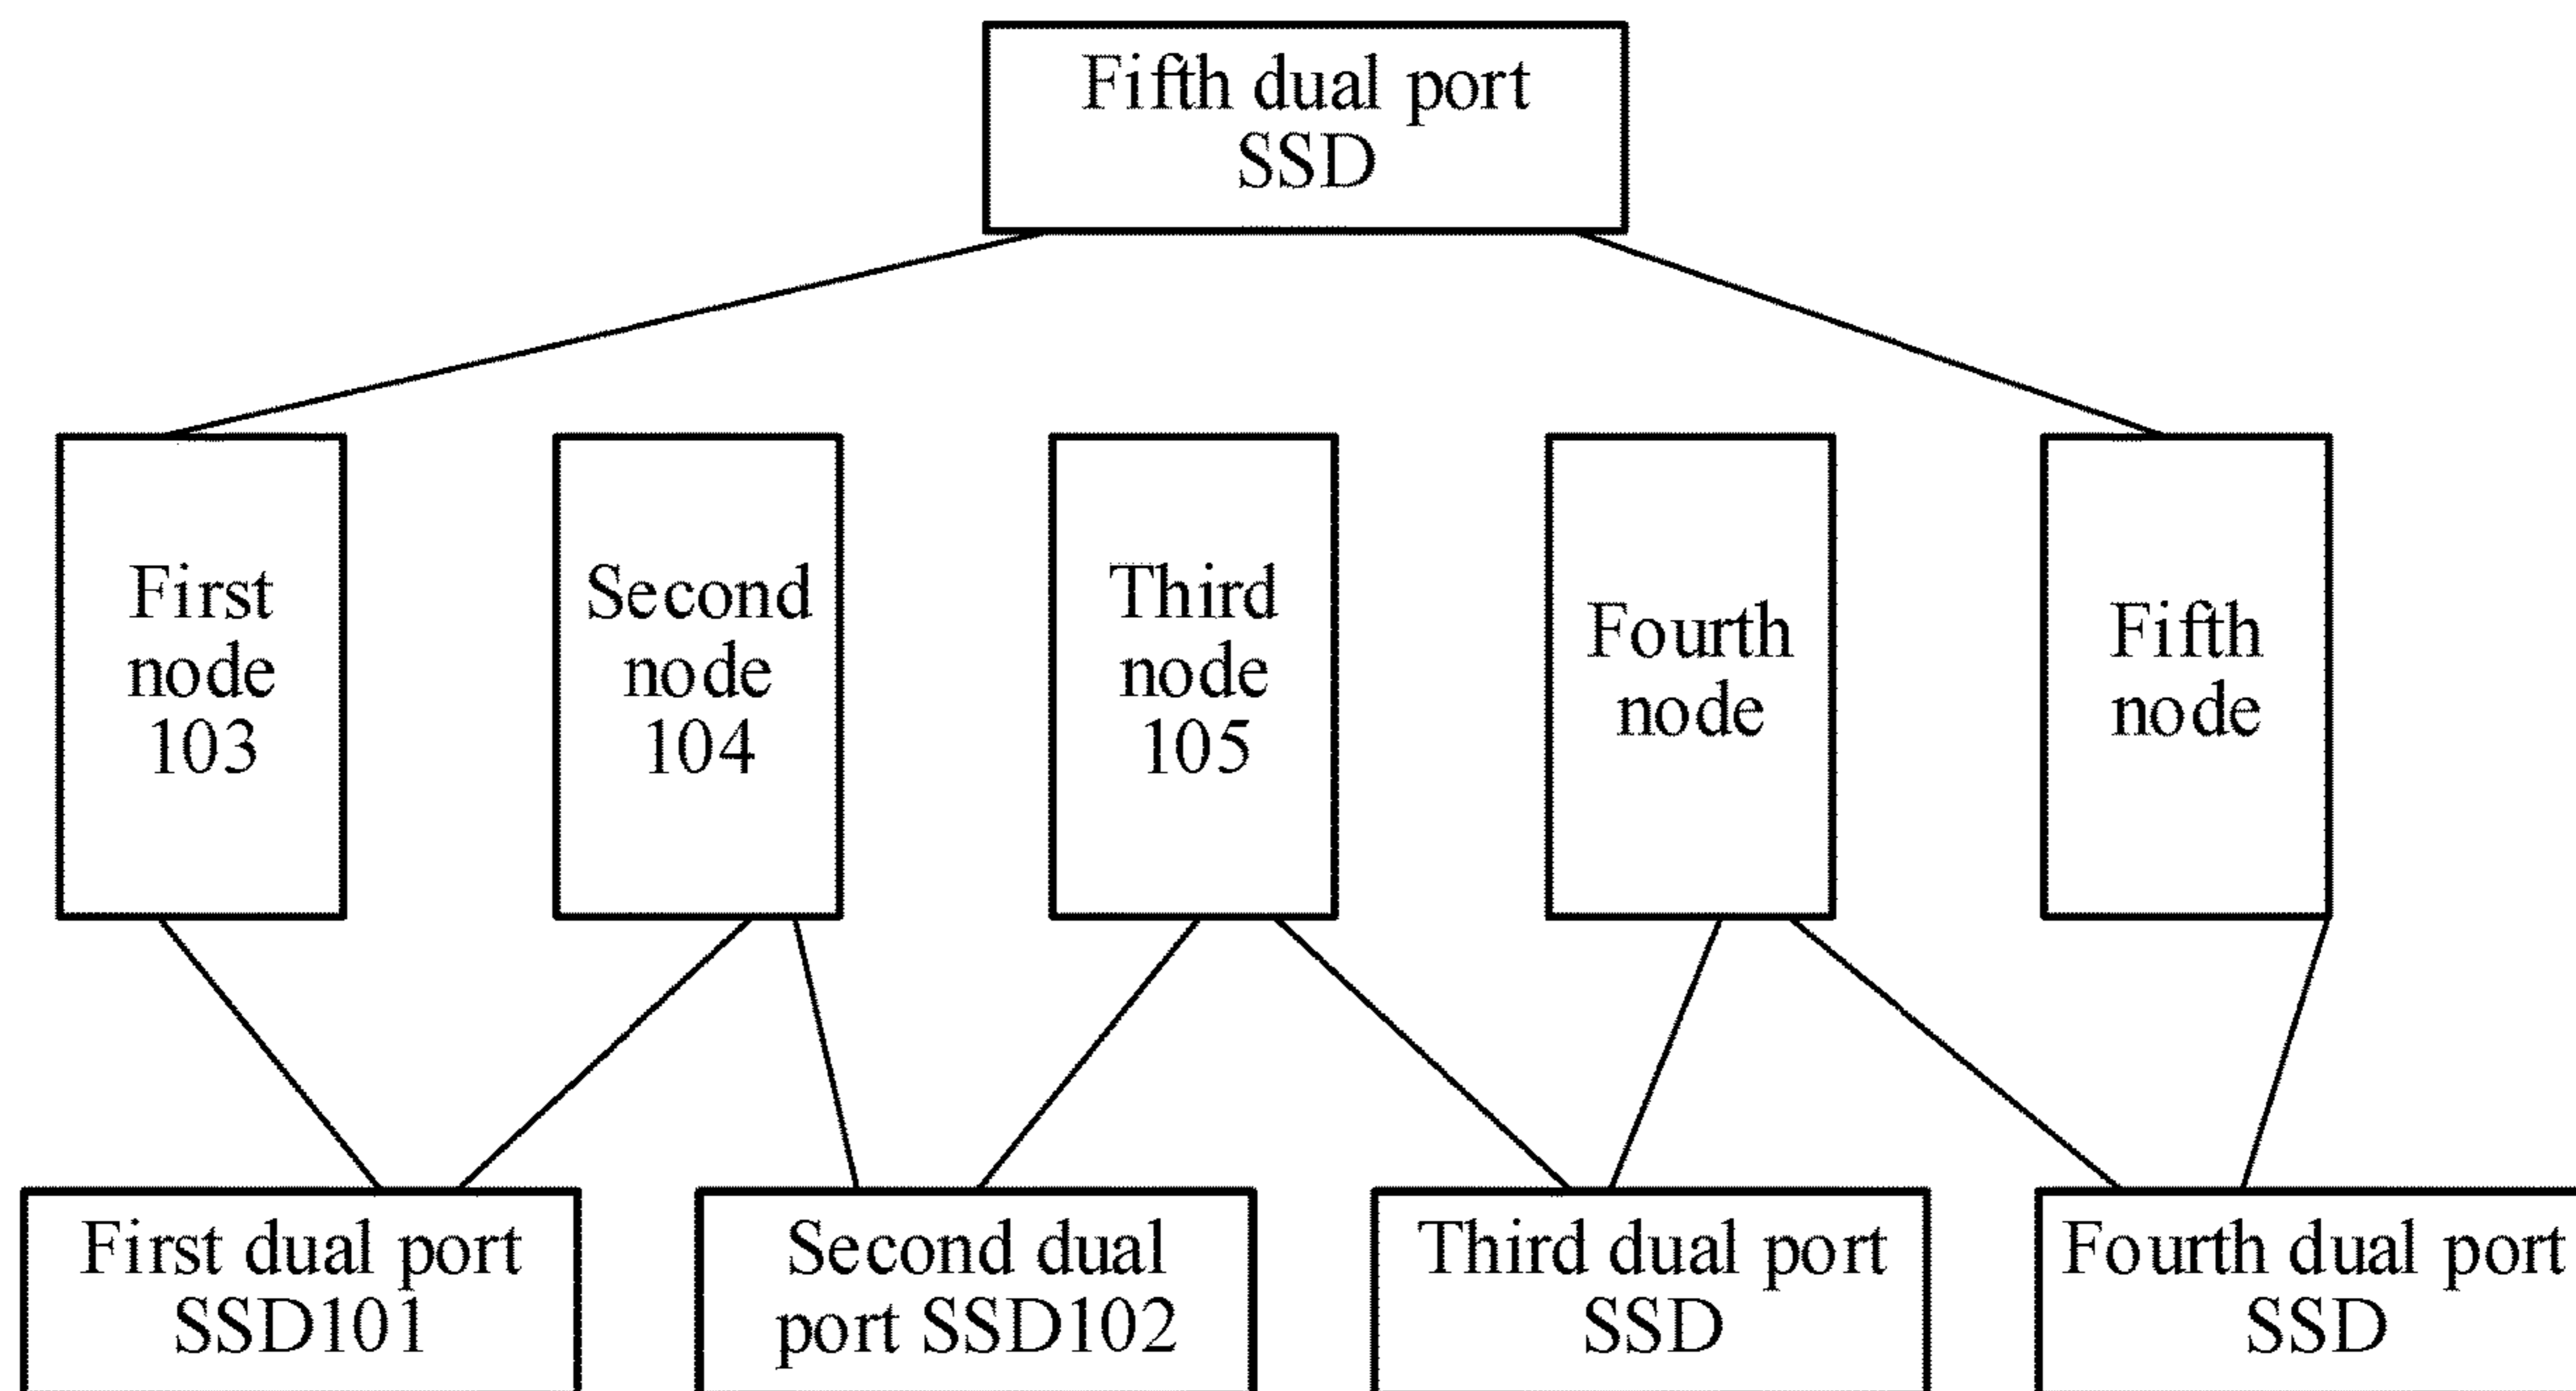 Fifth dual port
SSD
First
node
103
Second
node
104
Third
node
105
Fourth
node
Fifth
node
First dual port
SSD101
Second dual
port SSD102
Third dual port
SSD
Fourth dual port
SSD